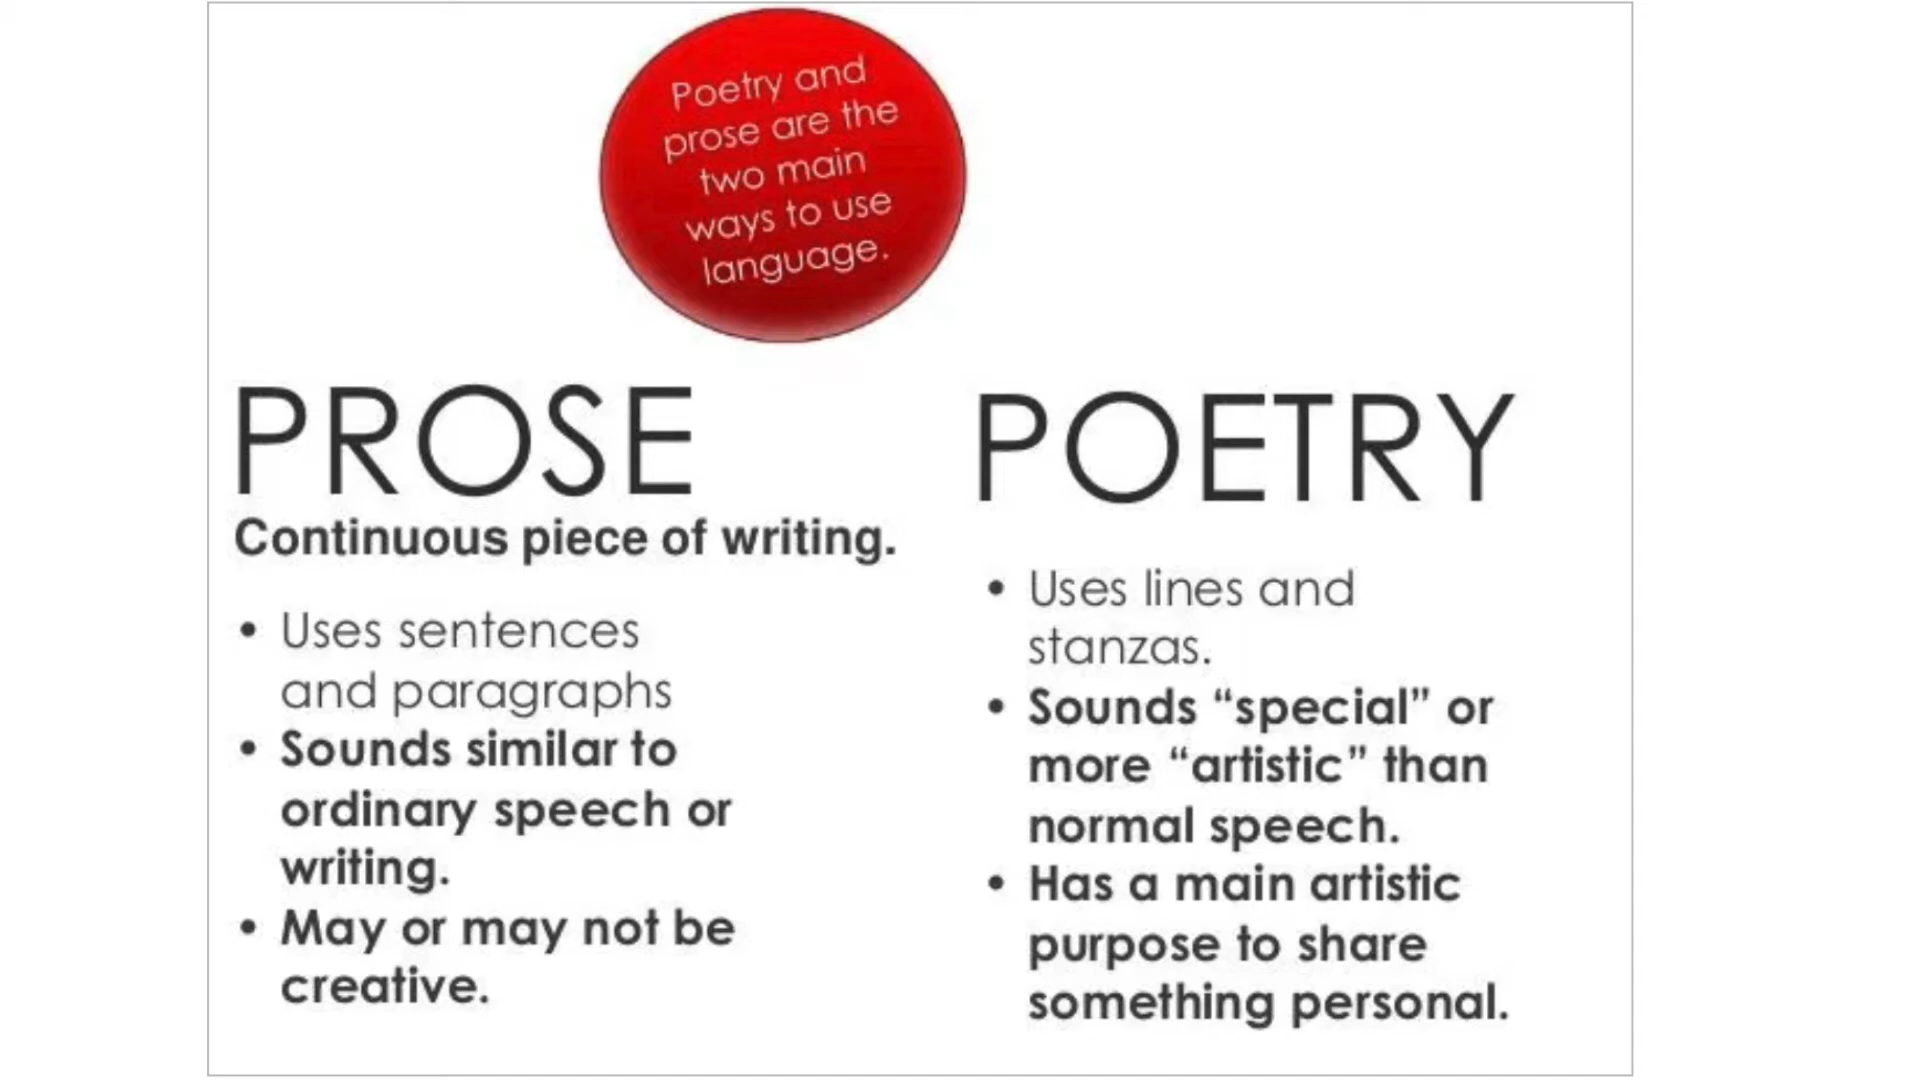 Poetry and
prose are the
two main
ways to use
language.
PROSE
Continuous piece of writing.
• Uses sentences
and paragraphs
• Sounds similar to
ordinary speech or
writing.
• May or may not be
creative.
POETRY
• Uses lines and
stanzas.
• Sounds “special” or
more “artistic” than
normal speech.
• Has a main artistic
purpose to share
something personal.